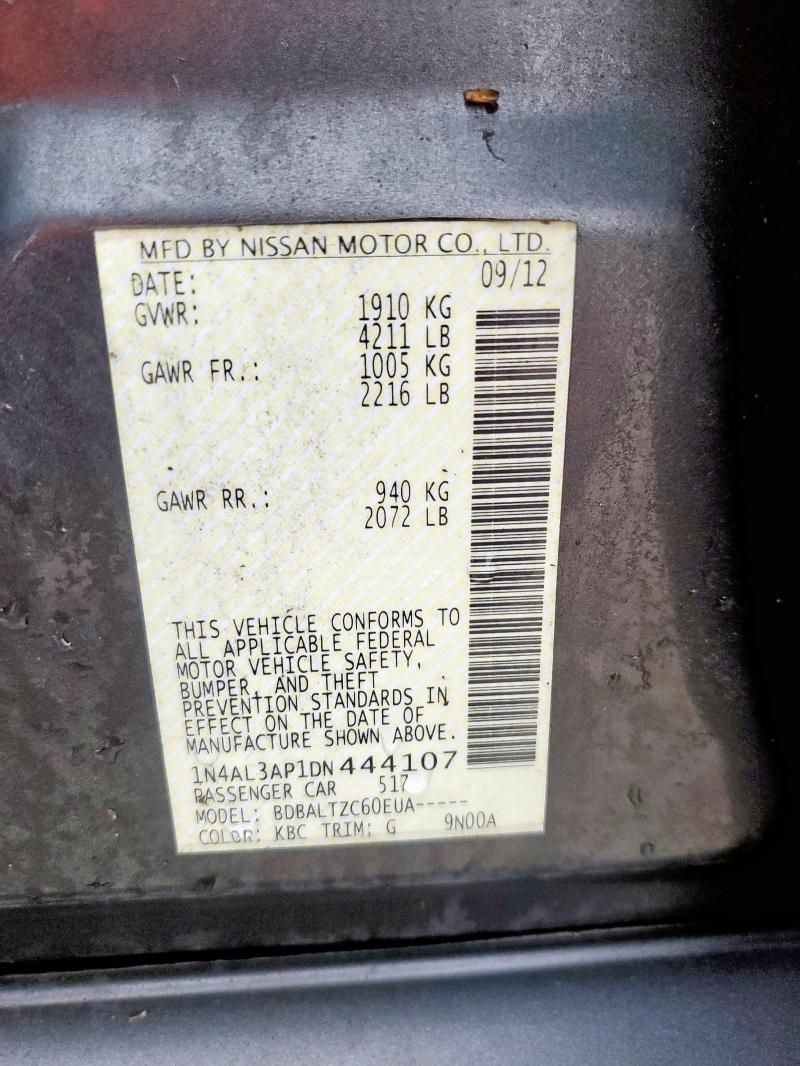 MFD BY NISSAN MOTOR CO., LTD.
DATE: 09/12
GVWR: 1910 KG
4211 LB
GAWR FR.: 1005 KG
2216 LB
GAWR RR.: 940 KG
2072 LB
THIS VEHICLE CONFORMS TO
ALL APPLICABLE FEDERAL
MOTOR VEHICLE SAFETY,
BUMPER, AND THEFT
PREVENTION STANDARDS IN
EFFECT ON THE DATE OF
MANUFACTURE SHOWN ABOVE.
1N4AL3AP1DN444107
PASSENGER CAR 517
MODEL: BDBALTZC60EUA-----
COLOR: KBC TRIM: G 9N00A